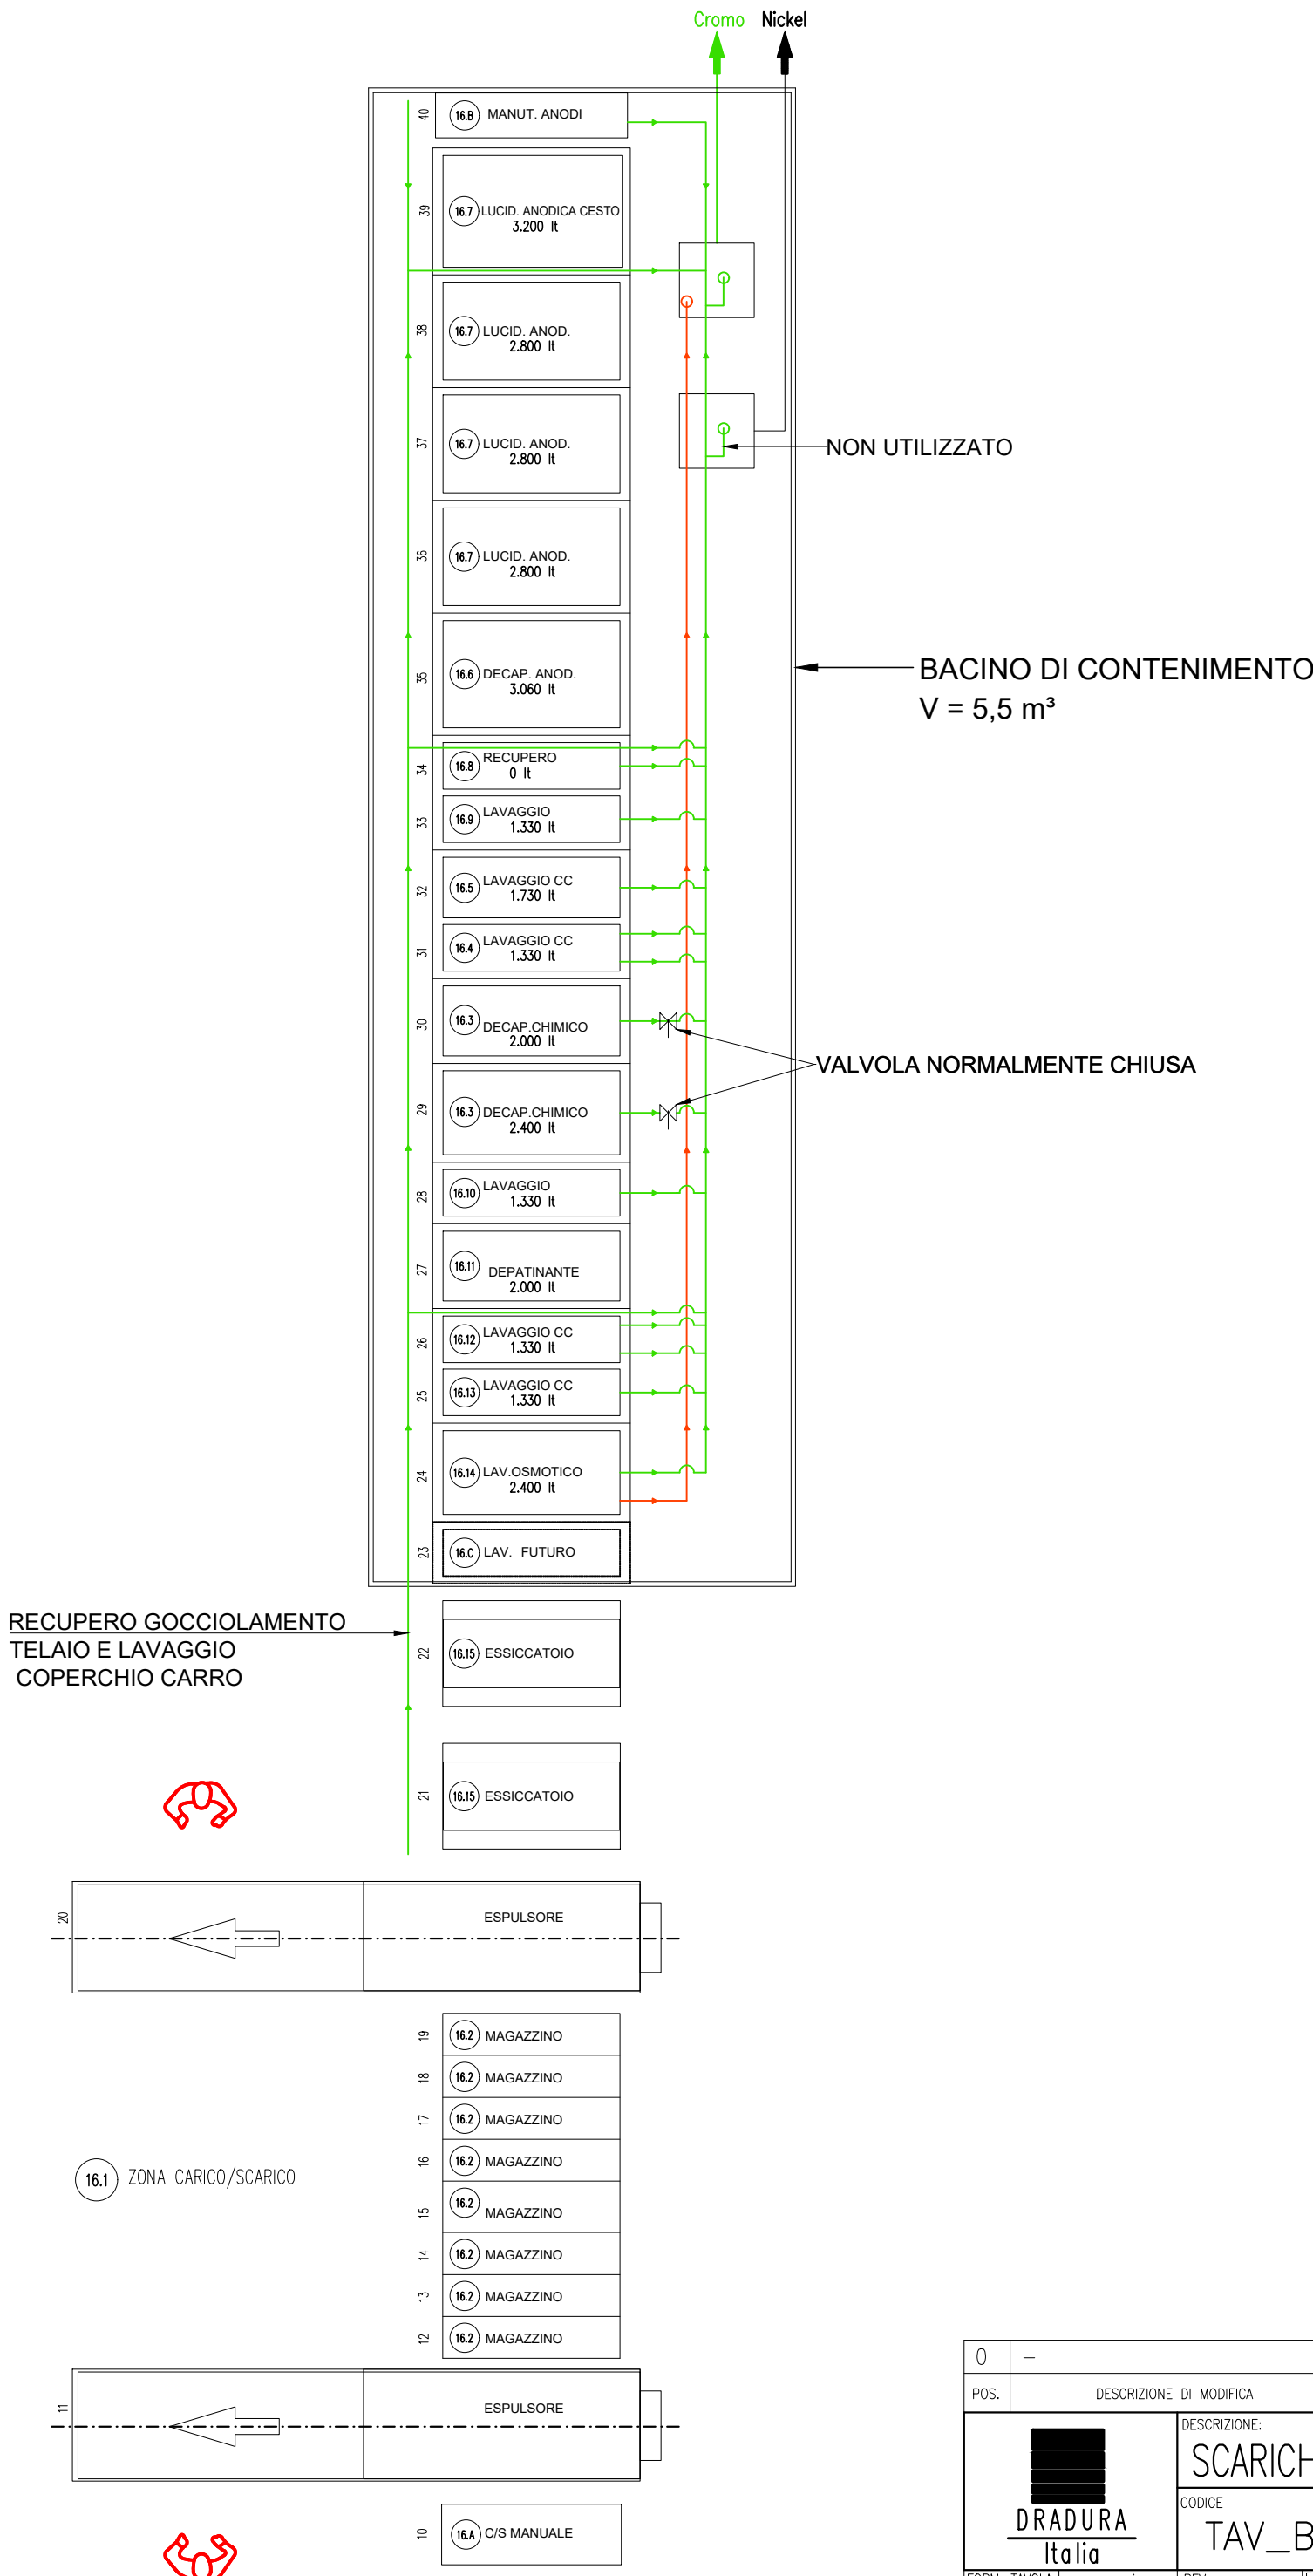 Cromo Nickel
40 16.B MANUT. ANODI
39 16.7 LUCID. ANODICA CESTO
3.200 lt
38 16.7 LUCID. ANOD.
2.800 lt
37 16.7 LUCID. ANOD.
2.800 lt
NON UTILIZZATO
36 16.7 LUCID. ANOD.
2.800 lt
35 16.6 DECAP. ANOD.
3.060 lt
BACINO DI CONTENIMENTO
V = 5,5 m³
34 16.8 RECUPERO
0 lt
33 16.9 LAVAGGIO
1.330 lt
32 16.5 LAVAGGIO CC
1.730 lt
31 16.4 LAVAGGIO CC
1.330 lt
30 16.3 DECAP.CHIMICO
2.000 lt
VALVOLA NORMALMENTE CHIUSA
29 16.3 DECAP.CHIMICO
2.400 lt
28 16.10 LAVAGGIO
1.330 lt
27 16.11 DEPATINANTE
2.000 lt
26 16.12 LAVAGGIO CC
1.330 lt
25 16.13 LAVAGGIO CC
1.330 lt
24 16.14 LAV.OSMOTICO
2.400 lt
23 16.C LAV. FUTURO
RECUPERO GOCCIOLAMENTO
TELAIO E LAVAGGIO
COPERCHIO CARRO
22 16.15 ESSICCATOIO
21 16.15 ESSICCATOIO
20 ESPULSORE
19 16.2 MAGAZZINO
18 16.2 MAGAZZINO
17 16.2 MAGAZZINO
16 16.2 MAGAZZINO
16.1 ZONA CARICO/SCARICO
15 16.2 MAGAZZINO
14 16.2 MAGAZZINO
13 16.2 MAGAZZINO
12 16.2 MAGAZZINO
11 ESPULSORE
10 16.A C/S MANUALE
0 –
POS. DESCRIZIONE DI MODIFICA
DESCRIZIONE:
SCARICH
CODICE
TAV_B
DRADURA
Italia